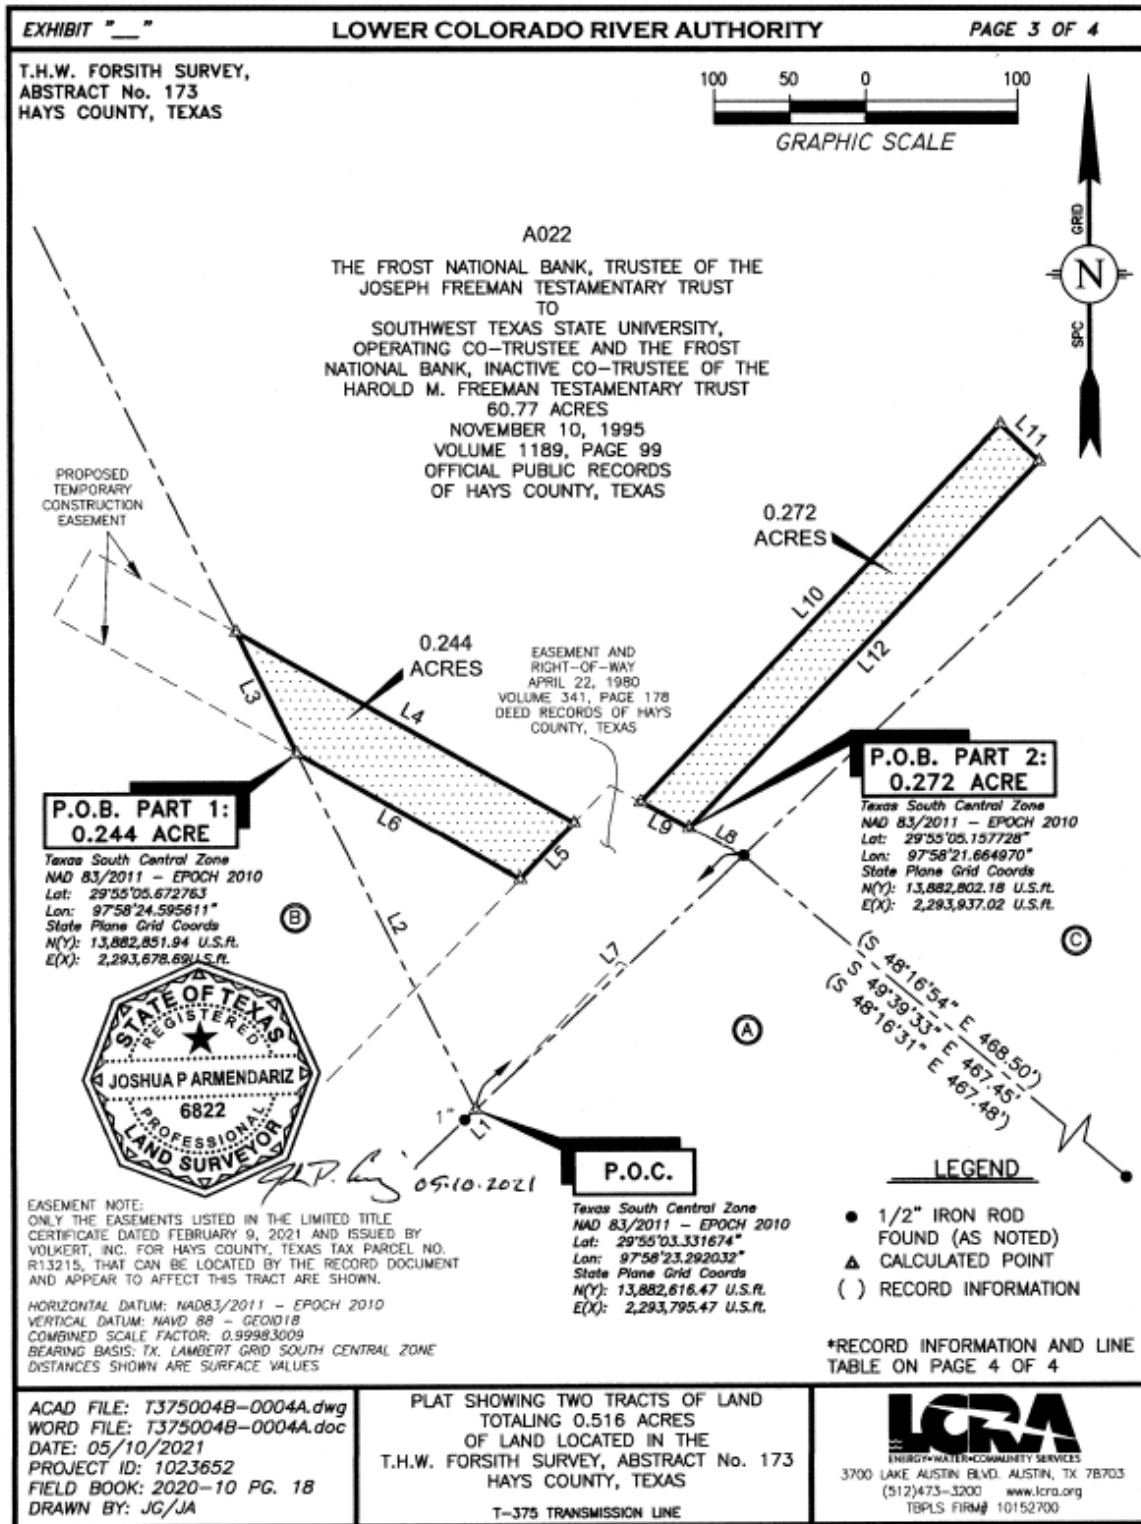 EXHIBIT "__"
LOWER COLORADO RIVER AUTHORITY
PAGE 3 OF 4
T.H.W. FORSITH SURVEY,
ABSTRACT No. 173
HAYS COUNTY, TEXAS
100 50 0 100
GRAPHIC SCALE
GRID
N
SPC
A022
THE FROST NATIONAL BANK, TRUSTEE OF THE
JOSEPH FREEMAN TESTAMENTARY TRUST
TO
SOUTHWEST TEXAS STATE UNIVERSITY,
OPERATING CO-TRUSTEE AND THE FROST
NATIONAL BANK, INACTIVE CO-TRUSTEE OF THE
HAROLD M. FREEMAN TESTAMENTARY TRUST
60.77 ACRES
NOVEMBER 10, 1995
VOLUME 1189, PAGE 99
OFFICIAL PUBLIC RECORDS
OF HAYS COUNTY, TEXAS
PROPOSED
TEMPORARY
CONSTRUCTION
EASEMENT
0.272
ACRES
L11
L10
L12
0.244
ACRES
L3
L4
EASEMENT AND
RIGHT-OF-WAY
APRIL 22, 1980
VOLUME 341, PAGE 178
DEED RECORDS OF HAYS
COUNTY, TEXAS
P.O.B. PART 2:
0.272 ACRE
Texas South Central Zone
NAD 83/2011 - EPOCH 2010
Lat: 29°55'05.157728"
Lon: 97°58'21.664970"
State Plane Grid Coords
N(Y): 13,882,802.18 U.S.ft.
E(X): 2,293,937.02 U.S.ft.
P.O.B. PART 1:
0.244 ACRE
Texas South Central Zone
NAD 83/2011 - EPOCH 2010
Lat: 29°55'05.672763
Lon: 97°58'24.595611"
State Plane Grid Coords
N(Y): 13,882,851.94 U.S.ft.
E(X): 2,293,678.69U.S.ft.
L6
L5
L9
L8
B
L2
L7
A
C
(S 48°16'54" E 468.50')
S 49°39'33" E 467.45'
(S 48°16'31" E 467.48')
STATE OF TEXAS
REGISTERED
JOSHUA P ARMENDARIZ
6822
PROFESSIONAL
LAND SURVEYOR
05.10.2021
1"
L1
P.O.C.
Texas South Central Zone
NAD 83/2011 - EPOCH 2010
Lat: 29°55'03.331674"
Lon: 97°58'23.292032"
State Plane Grid Coords
N(Y): 13,882,616.47 U.S.ft.
E(X): 2,293,795.47 U.S.ft.
LEGEND
1/2" IRON ROD
FOUND (AS NOTED)
CALCULATED POINT
( ) RECORD INFORMATION
EASEMENT NOTE:
ONLY THE EASEMENTS LISTED IN THE LIMITED TITLE
CERTIFICATE DATED FEBRUARY 9, 2021 AND ISSUED BY
VOLKERT, INC. FOR HAYS COUNTY, TEXAS TAX PARCEL NO.
R13215, THAT CAN BE LOCATED BY THE RECORD DOCUMENT
AND APPEAR TO AFFECT THIS TRACT ARE SHOWN.
HORIZONTAL DATUM: NAD83/2011 - EPOCH 2010
VERTICAL DATUM: NAVD 88 - GEOID18
COMBINED SCALE FACTOR: 0.99983009
BEARING BASIS: TX. LAMBERT GRID SOUTH CENTRAL ZONE
DISTANCES SHOWN ARE SURFACE VALUES
*RECORD INFORMATION AND LINE
TABLE ON PAGE 4 OF 4
ACAD FILE: T375004B-0004A.dwg
WORD FILE: T375004B-0004A.doc
DATE: 05/10/2021
PROJECT ID: 1023652
FIELD BOOK: 2020-10 PG. 18
DRAWN BY: JG/JA
PLAT SHOWING TWO TRACTS OF LAND
TOTALING 0.516 ACRES
OF LAND LOCATED IN THE
T.H.W. FORSITH SURVEY, ABSTRACT No. 173
HAYS COUNTY, TEXAS
T-375 TRANSMISSION LINE
LCRA
ENERGY•WATER•COMMUNITY SERVICES
3700 LAKE AUSTIN BLVD. AUSTIN, TX 78703
(512)473-3200 www.lcra.org
TBPLS FIRM# 10152700